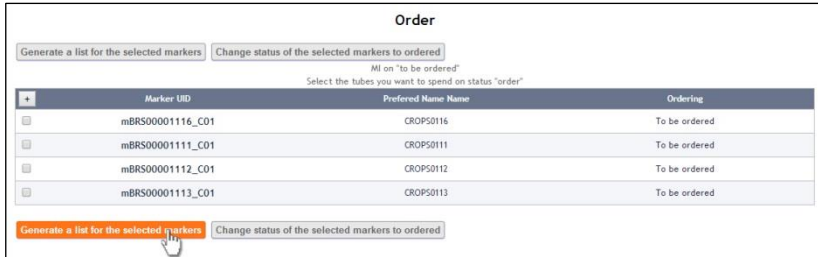 Order
Generate a list for the selected markers Change status of the selected markers to ordered
MI on "to be ordered"
Select the tubes you want to spend on status "order"
+ Marker UID Prefered Name Name Ordering
mBRS00001116_C01 CROPS0116 To be ordered
mBRS00001111_C01 CROPS0111 To be ordered
mBRS00001112_C01 CROPS0112 To be ordered
mBRS00001113_C01 CROPS0113 To be ordered
Generate a list for the selected markers Change status of the selected markers to ordered